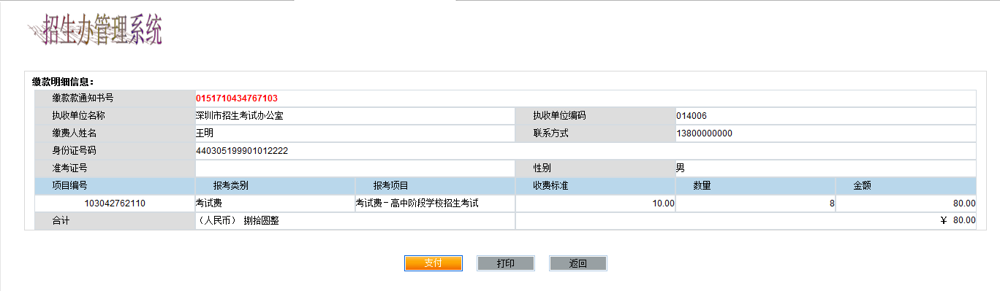 招生办管理系统
缴款明细信息：
缴款款通知书号 0151710434767103
执收单位名称 深圳市招生考试办公室 执收单位编码 014006
缴费人姓名 王明 联系方式 13800000000
身份证号码 440305199901012222
准考证号 性别 男
项目编号 报考类别 报考项目 收费标准 数量 金额
103042762110 考试费 考试费－高中阶段学校招生考试 10.00 8 80.00
合计 （人民币） 捌拾圆整 ￥ 80.00
支付 打印 返回